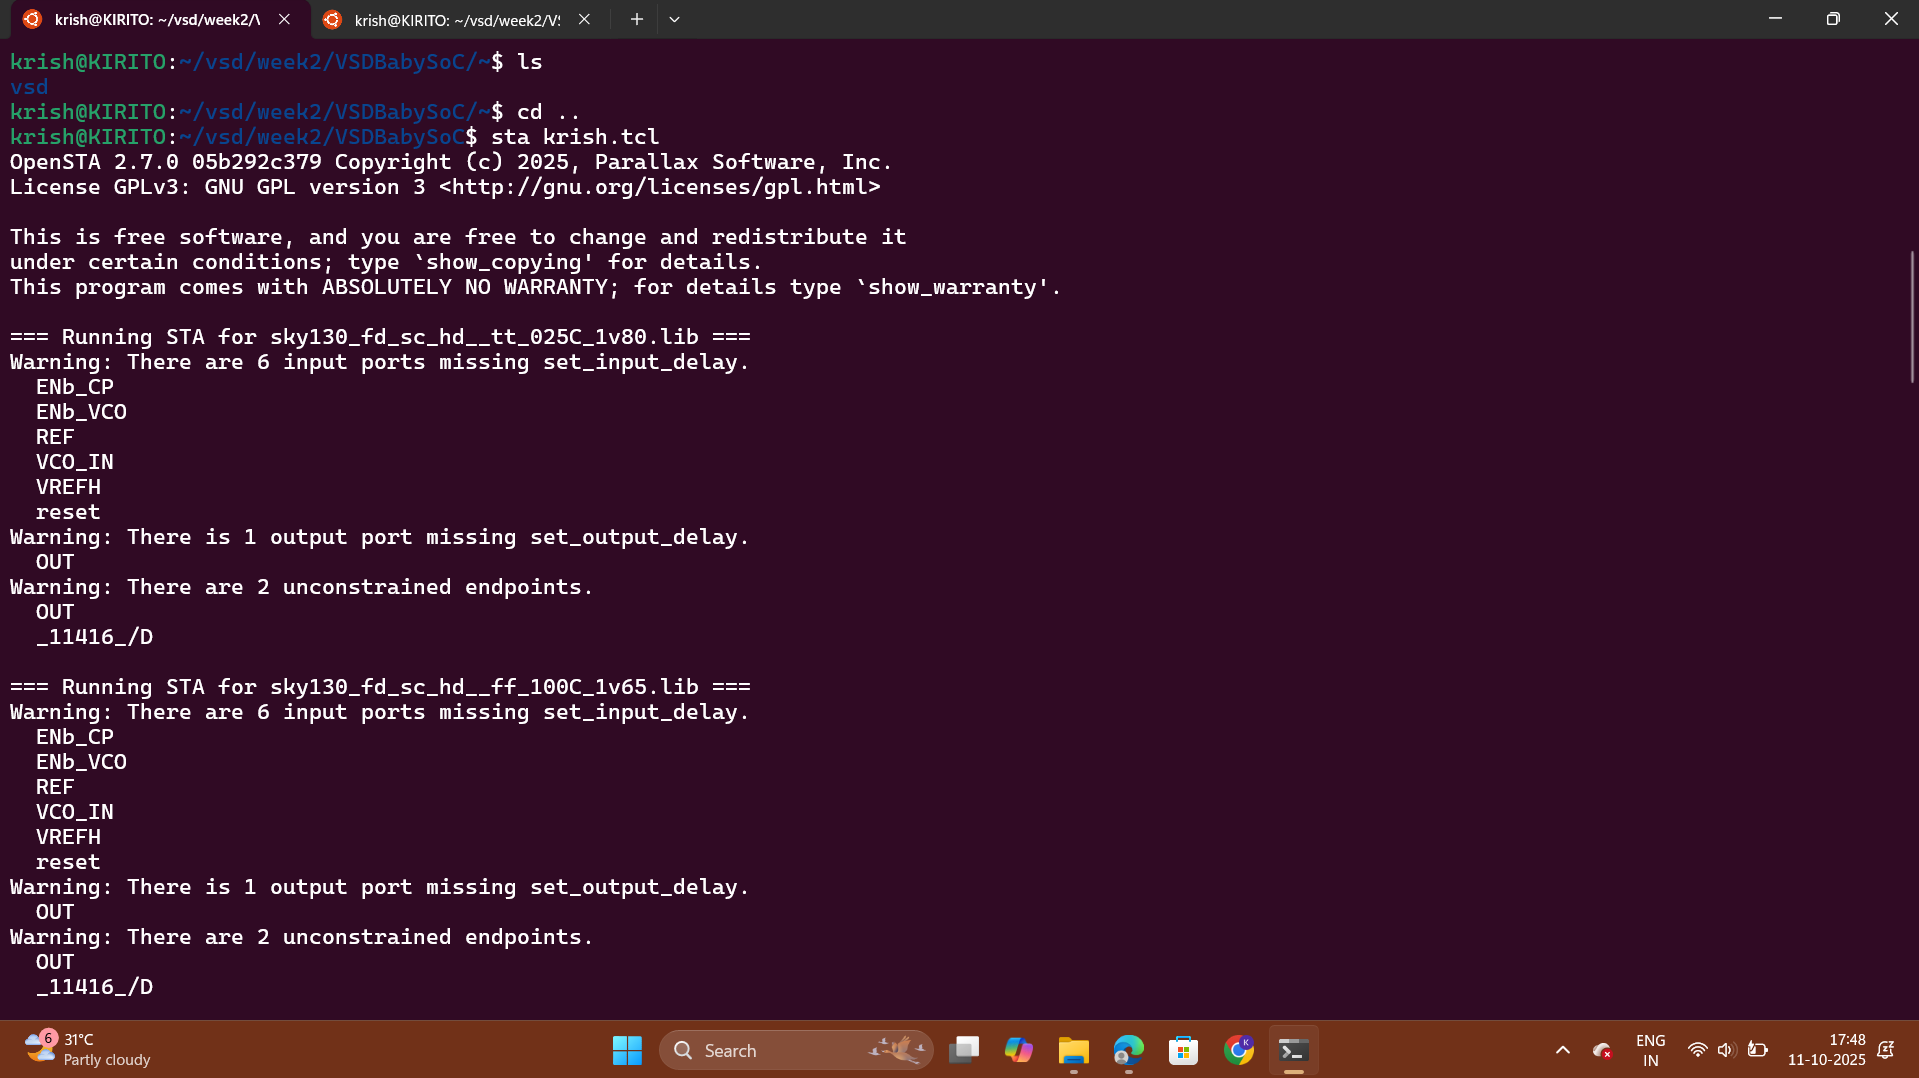 krish@KIRITO: ~/vsd/week2/V
krish@KIRITO: ~/vsd/week2/VS
krish@KIRITO:~/vsd/week2/VSDBabySoC/~$ ls
vsd
krish@KIRITO:~/vsd/week2/VSDBabySoC/~$ cd ..
krish@KIRITO:~/vsd/week2/VSDBabySoC$ sta krish.tcl
OpenSTA 2.7.0 05b292c379 Copyright (c) 2025, Parallax Software, Inc.
License GPLv3: GNU GPL version 3 <http://gnu.org/licenses/gpl.html>
This is free software, and you are free to change and redistribute it
under certain conditions; type `show_copying' for details.
This program comes with ABSOLUTELY NO WARRANTY; for details type `show_warranty'.
=== Running STA for sky130_fd_sc_hd__tt_025C_1v80.lib ===
Warning: There are 6 input ports missing set_input_delay.
ENb_CP
ENb_VCO
REF
VCO_IN
VREFH
reset
Warning: There is 1 output port missing set_output_delay.
OUT
Warning: There are 2 unconstrained endpoints.
OUT
_11416_/D
=== Running STA for sky130_fd_sc_hd__ff_100C_1v65.lib ===
Warning: There are 6 input ports missing set_input_delay.
ENb_CP
ENb_VCO
REF
VCO_IN
VREFH
reset
Warning: There is 1 output port missing set_output_delay.
OUT
Warning: There are 2 unconstrained endpoints.
OUT
_11416_/D
6
31°C
Partly cloudy
Search
K
ENG
IN
17:48
11-10-2025